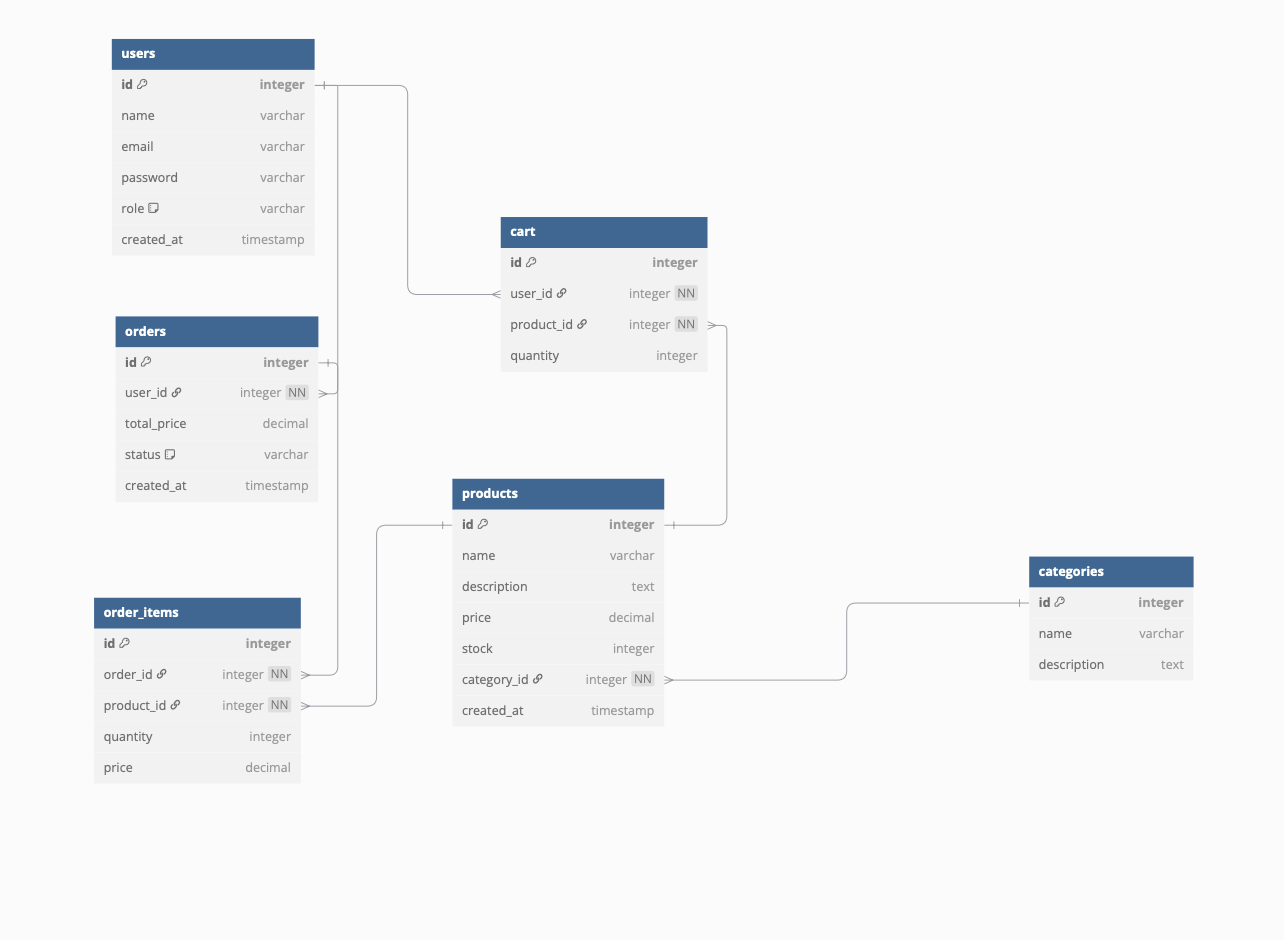 users
id integer
name varchar
email varchar
password varchar
role varchar
created_at timestamp
cart
id integer
user_id integer NN
product_id integer NN
quantity integer
orders
id integer
user_id integer NN
total_price decimal
status varchar
created_at timestamp
products
id integer
name varchar
description text
price decimal
stock integer
category_id integer NN
created_at timestamp
categories
id integer
name varchar
description text
order_items
id integer
order_id integer NN
product_id integer NN
quantity integer
price decimal